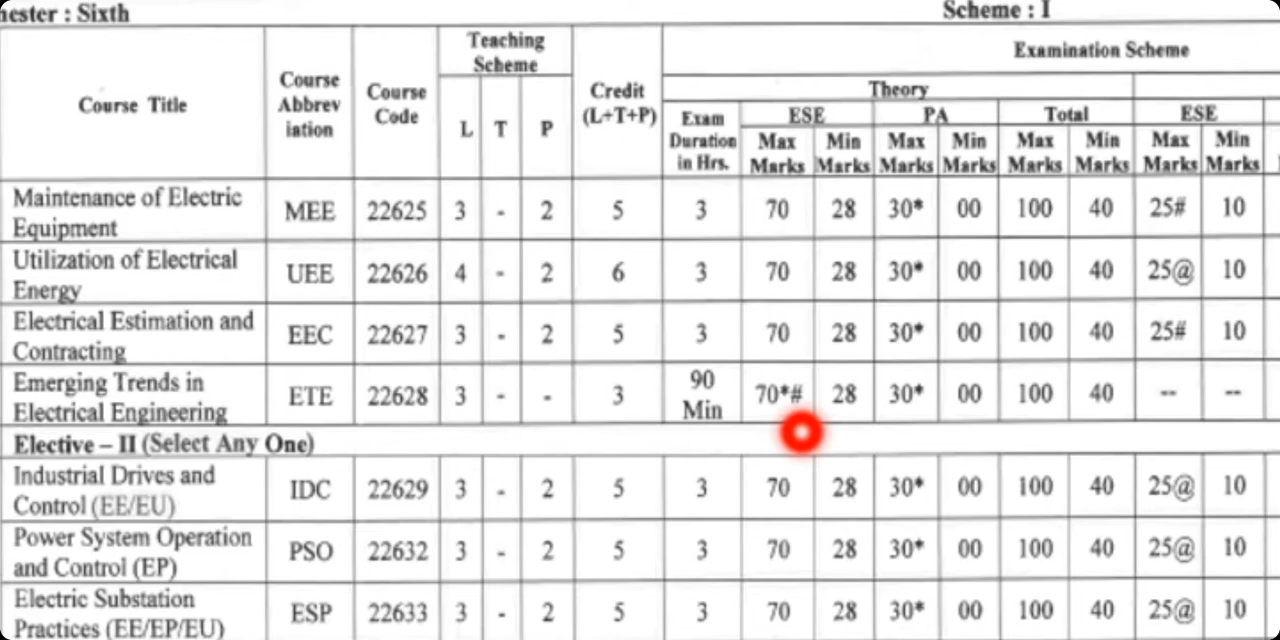 nester : Sixth
Scheme : I
Course Title
Course Abbrev iation
Course Code
Teaching Scheme
L T P
Credit (L+T+P)
Examination Scheme
Theory
Exam Duration in Hrs.
ESE PA Total ESE
Max Marks Min Marks Max Marks Min Marks Max Marks Min Marks Max Marks Min Marks
Maintenance of Electric Equipment MEE 22625 3 - 2 5 3 70 28 30* 00 100 40 25# 10
Utilization of Electrical Energy UEE 22626 4 - 2 6 3 70 28 30* 00 100 40 25@ 10
Electrical Estimation and Contracting EEC 22627 3 - 2 5 3 70 28 30* 00 100 40 25# 10
Emerging Trends in Electrical Engineering ETE 22628 3 - - 3 90 Min 70*# 28 30* 00 100 40 -- --
Elective – II (Select Any One)
Industrial Drives and Control (EE/EU) IDC 22629 3 - 2 5 3 70 28 30* 00 100 40 25@ 10
Power System Operation and Control (EP) PSO 22632 3 - 2 5 3 70 28 30* 00 100 40 25@ 10
Electric Substation Practices (EE/EP/EU) ESP 22633 3 - 2 5 3 70 28 30* 00 100 40 25@ 10